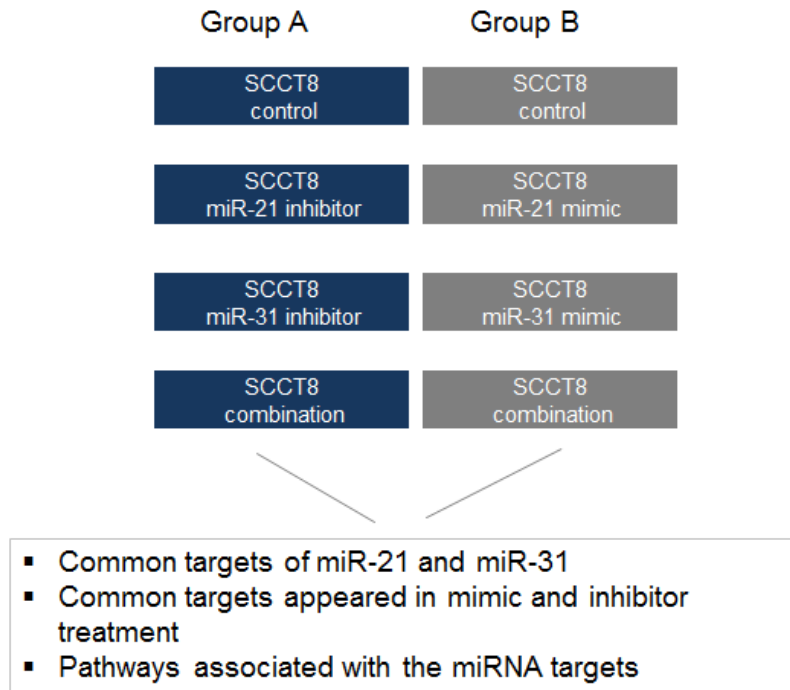 Group A Group B
SCCT8 SCCT8
control control
SCCT8 SCCT8
miR-21 inhibitor miR-21 mimic
SCCT8 SCCT8
miR-31 inhibitor miR-31 mimic
SCCT8 SCCT8
combination combination
▪ Common targets of miR-21 and miR-31
▪ Common targets appeared in mimic and inhibitor
treatment
▪ Pathways associated with the miRNA targets